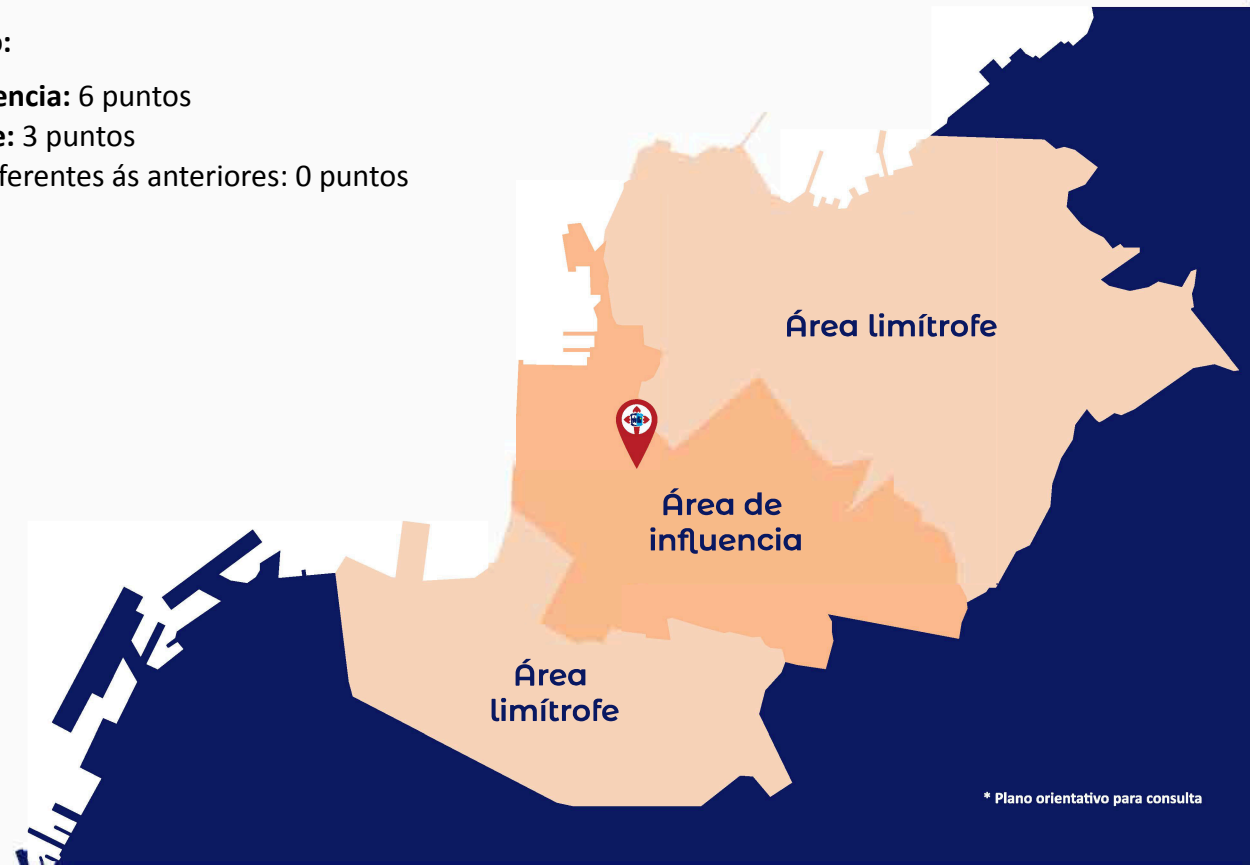 o:
encia: 6 puntos
e: 3 puntos
ferentes ás anteriores: 0 puntos
Área limítrofe
Área de
influencia
Área
limítrofe
* Plano orientativo para consulta